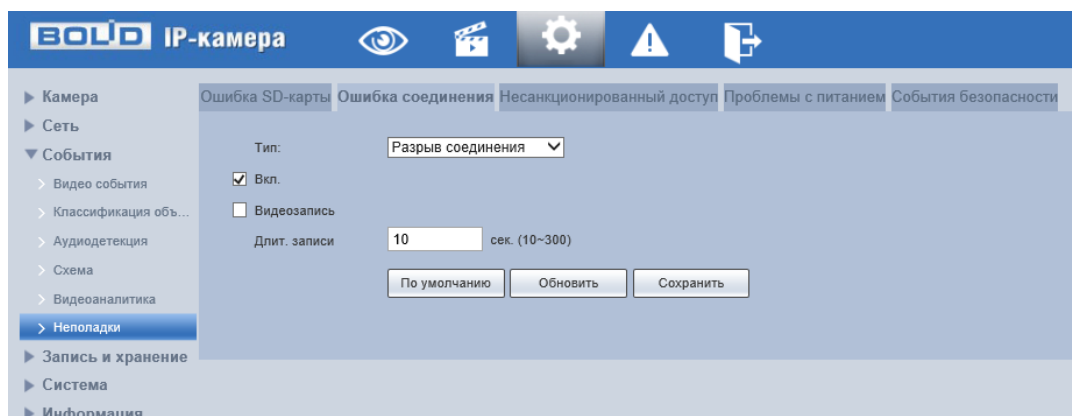 BOLID IP-камера
Камера
Сеть
События
Видео события
Классификация объ...
Аудиодетекция
Схема
Видеоаналитика
Неполадки
Запись и хранение
Система
Информация
Ошибка SD-карты Ошибка соединения Несанкционированный доступ Проблемы с питанием События безопасности
Тип: Разрыв соединения
Вкл.
Видеозапись
Длит. записи 10 сек. (10~300)
По умолчанию Обновить Сохранить